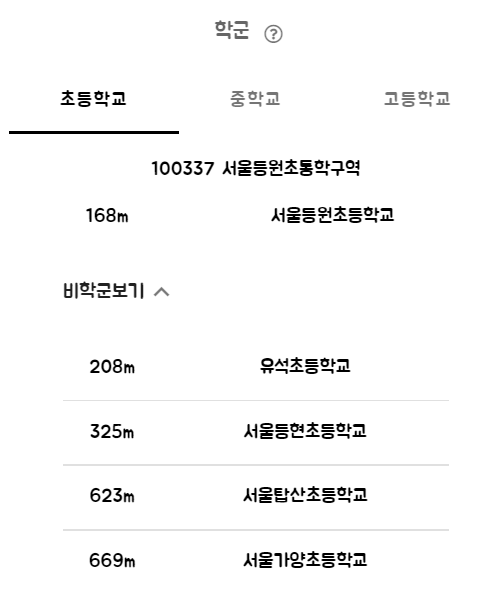 학군 ?
초등학교 중학교 고등학교
100337 서울등원초통학구역
168m 서울등원초등학교
비학군보기
208m 유석초등학교
325m 서울등현초등학교
623m 서울탑산초등학교
669m 서울가양초등학교